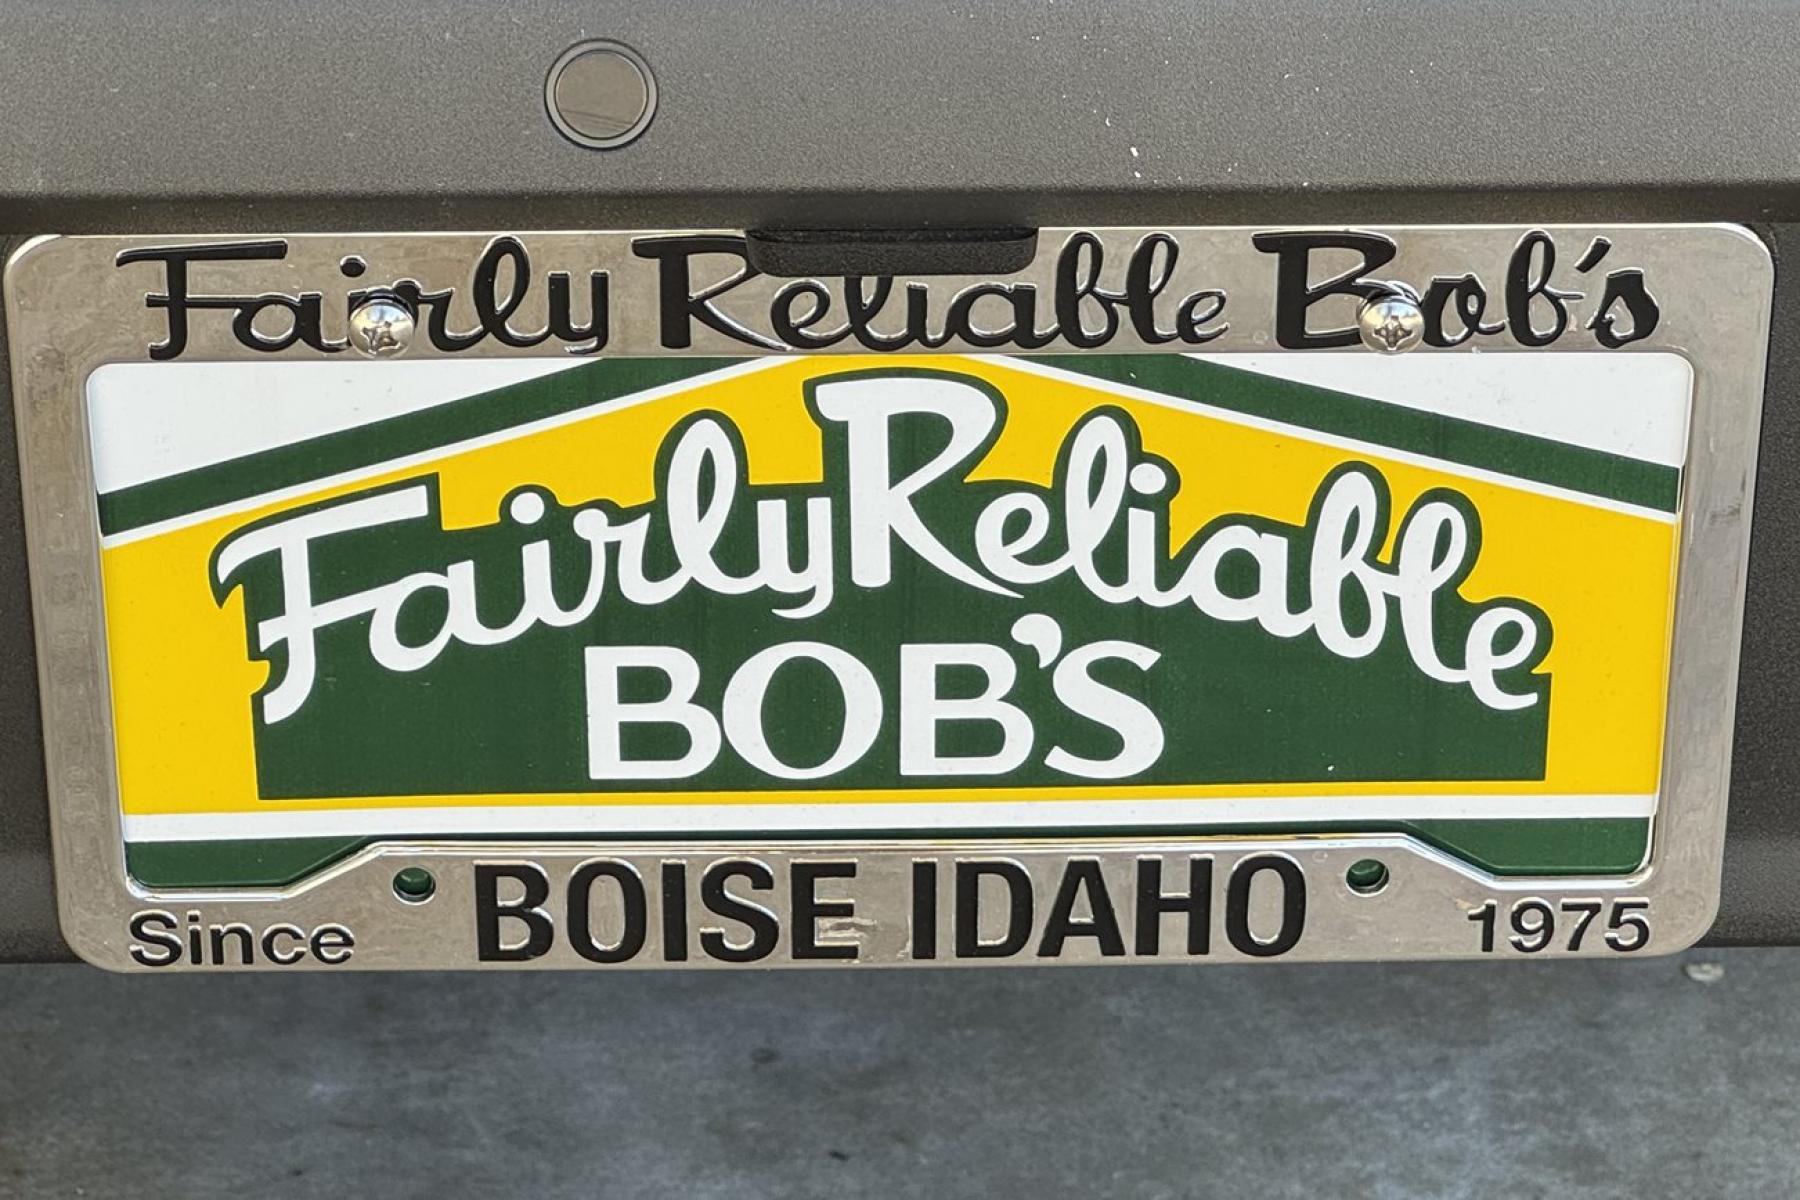 Fairly Reliable Bob's
Fairly Reliable
BOB'S
BOISE IDAHO
Since 1975